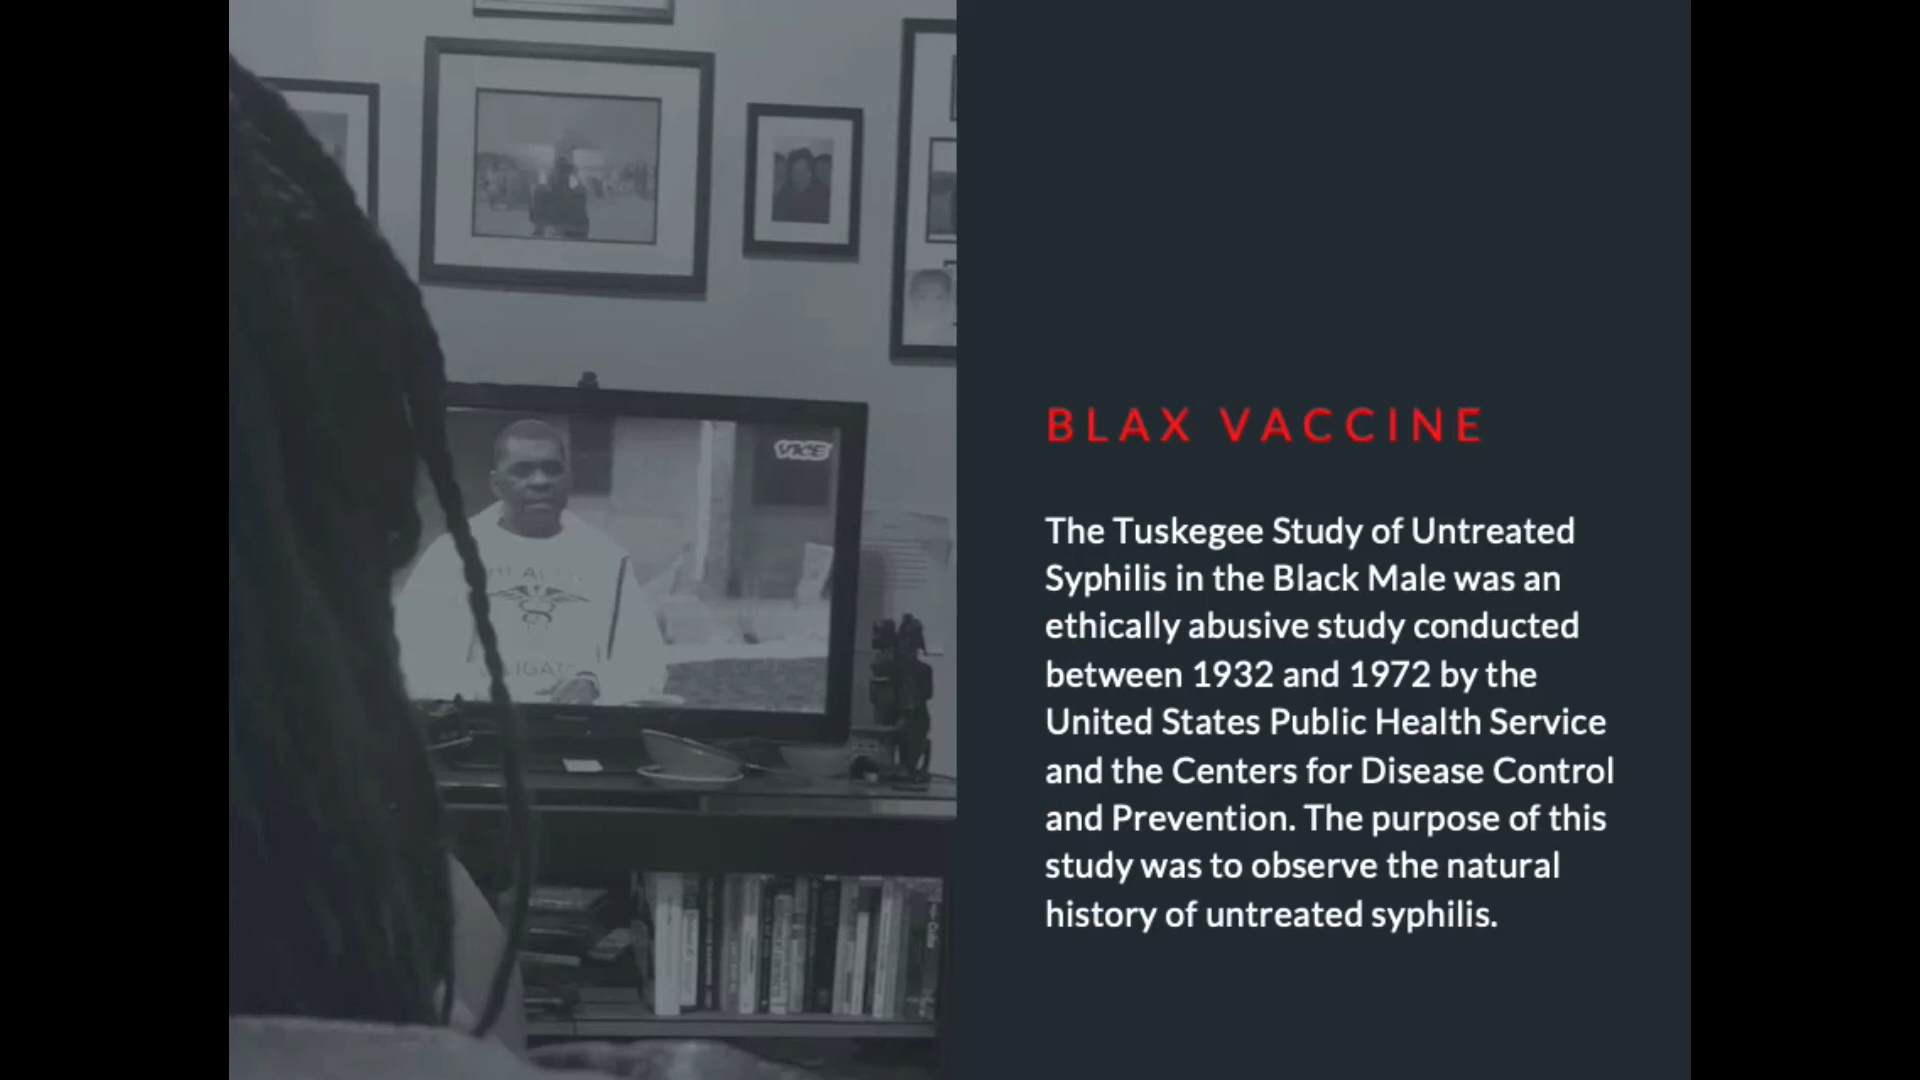 VICE
HEALTH
BLAX VACCINE
The Tuskegee Study of Untreated
Syphilis in the Black Male was an
ethically abusive study conducted
between 1932 and 1972 by the
United States Public Health Service
and the Centers for Disease Control
and Prevention. The purpose of this
study was to observe the natural
history of untreated syphilis.